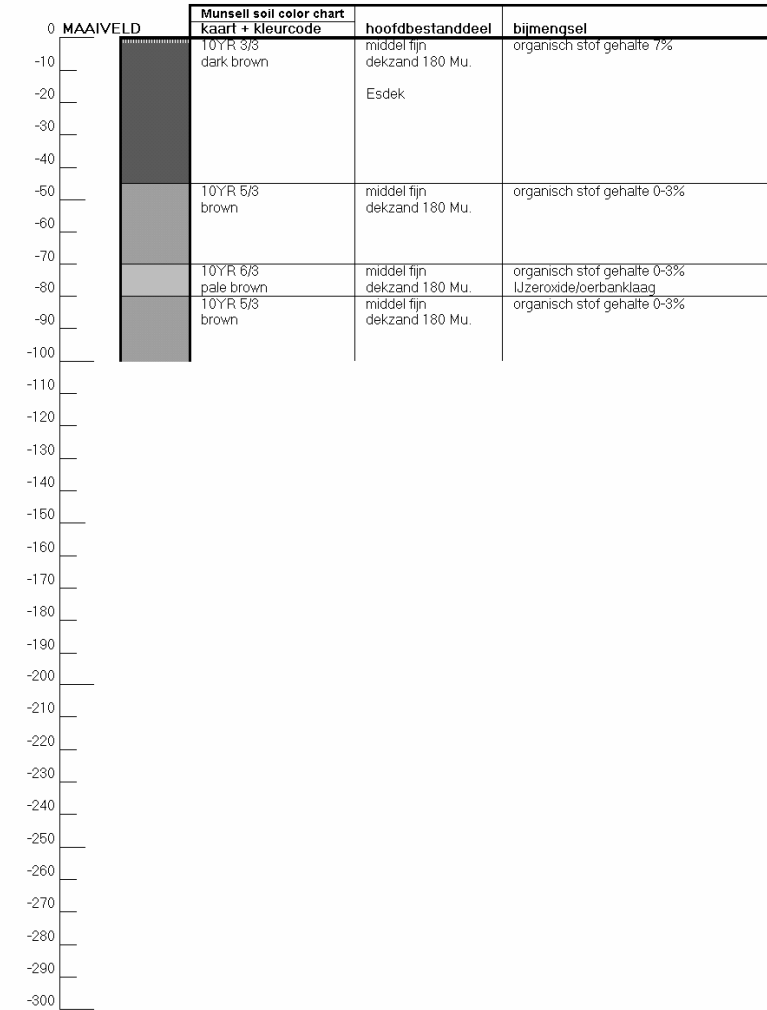 Munsell soil color chart
0 MAAIVELD kaart + kleurcode hoofdbestanddeel bijmengsel
10YR 3/3 middel fijn organisch stof gehalte 7%
-10 dark brown dekzand 180 Mu.
-20 Esdek
-30
-40
-50 10YR 5/3 middel fijn organisch stof gehalte 0-3%
brown dekzand 180 Mu.
-60
-70
10YR 6/3 middel fijn organisch stof gehalte 0-3%
-80 pale brown dekzand 180 Mu. IJzeroxide/oerbanklaag
10YR 5/3 middel fijn organisch stof gehalte 0-3%
-90 brown dekzand 180 Mu.
-100
-110
-120
-130
-140
-150
-160
-170
-180
-190
-200
-210
-220
-230
-240
-250
-260
-270
-280
-290
-300